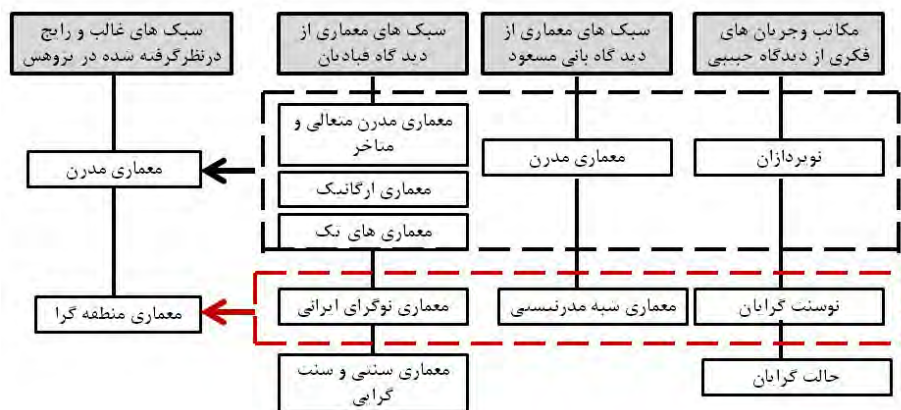 مکاتب وجریان های
فکری از دیدگاه حبیبی
نوپردازان
نوسنت گرایان
حالت گرایان
سبک های معماری از
دید گاه بانی مسعود
معماری مدرن
معماری شبه مدرنیستی
سبک های معماری از
دید گاه قبادیان
معماری مدرن متعالی و
متاخر
معماری ارگانیک
معماری های تک
معماری نوگرای ایرانی
معماری سنتی و سنت
گرایی
سبک های غالب و رایج
درنظرگرفته شده در پژوهش
معماری مدرن
معماری منطقه گرا